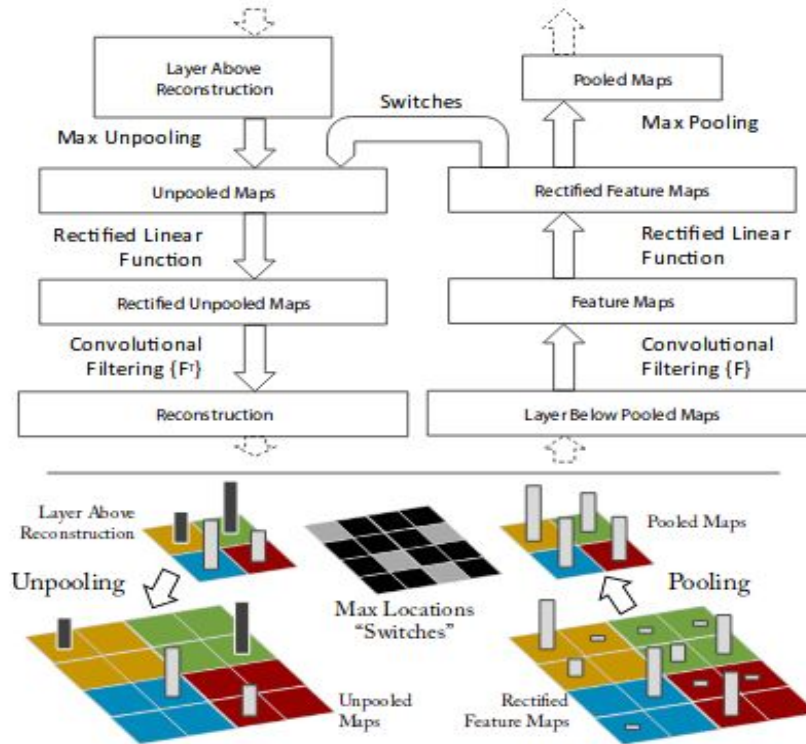 Layer Above
Reconstruction
Pooled Maps
Switches
Max Unpooling
Max Pooling
Unpooled Maps
Rectified Feature Maps
Rectified Linear
Function
Rectified Linear
Function
Rectified Unpooled Maps
Feature Maps
Convolutional
Filtering {Fᵀ}
Convolutional
Filtering {F}
Reconstruction
Layer Below Pooled Maps
Layer Above
Reconstruction
Pooled Maps
Unpooling
Pooling
Max Locations
“Switches”
Unpooled
Maps
Rectified
Feature Maps